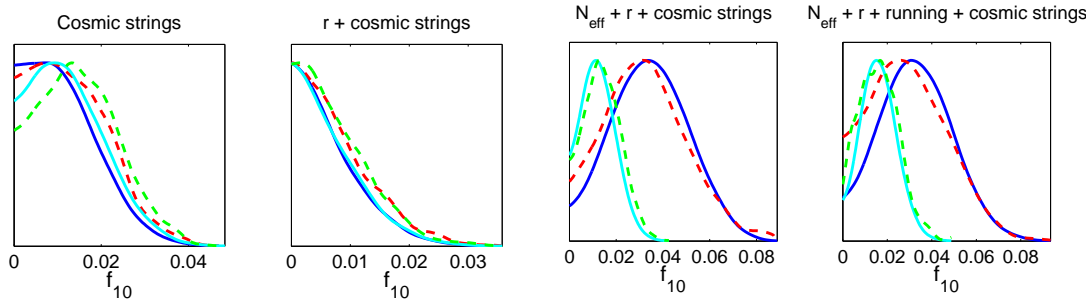 Cosmic strings
r + cosmic strings
N_eff + r + cosmic strings
N_eff + r + running + cosmic strings
0 0.02 0.04
0 0.01 0.02 0.03
0 0.02 0.04 0.06 0.08
0 0.02 0.04 0.06 0.08
f_10
f_10
f_10
f_10